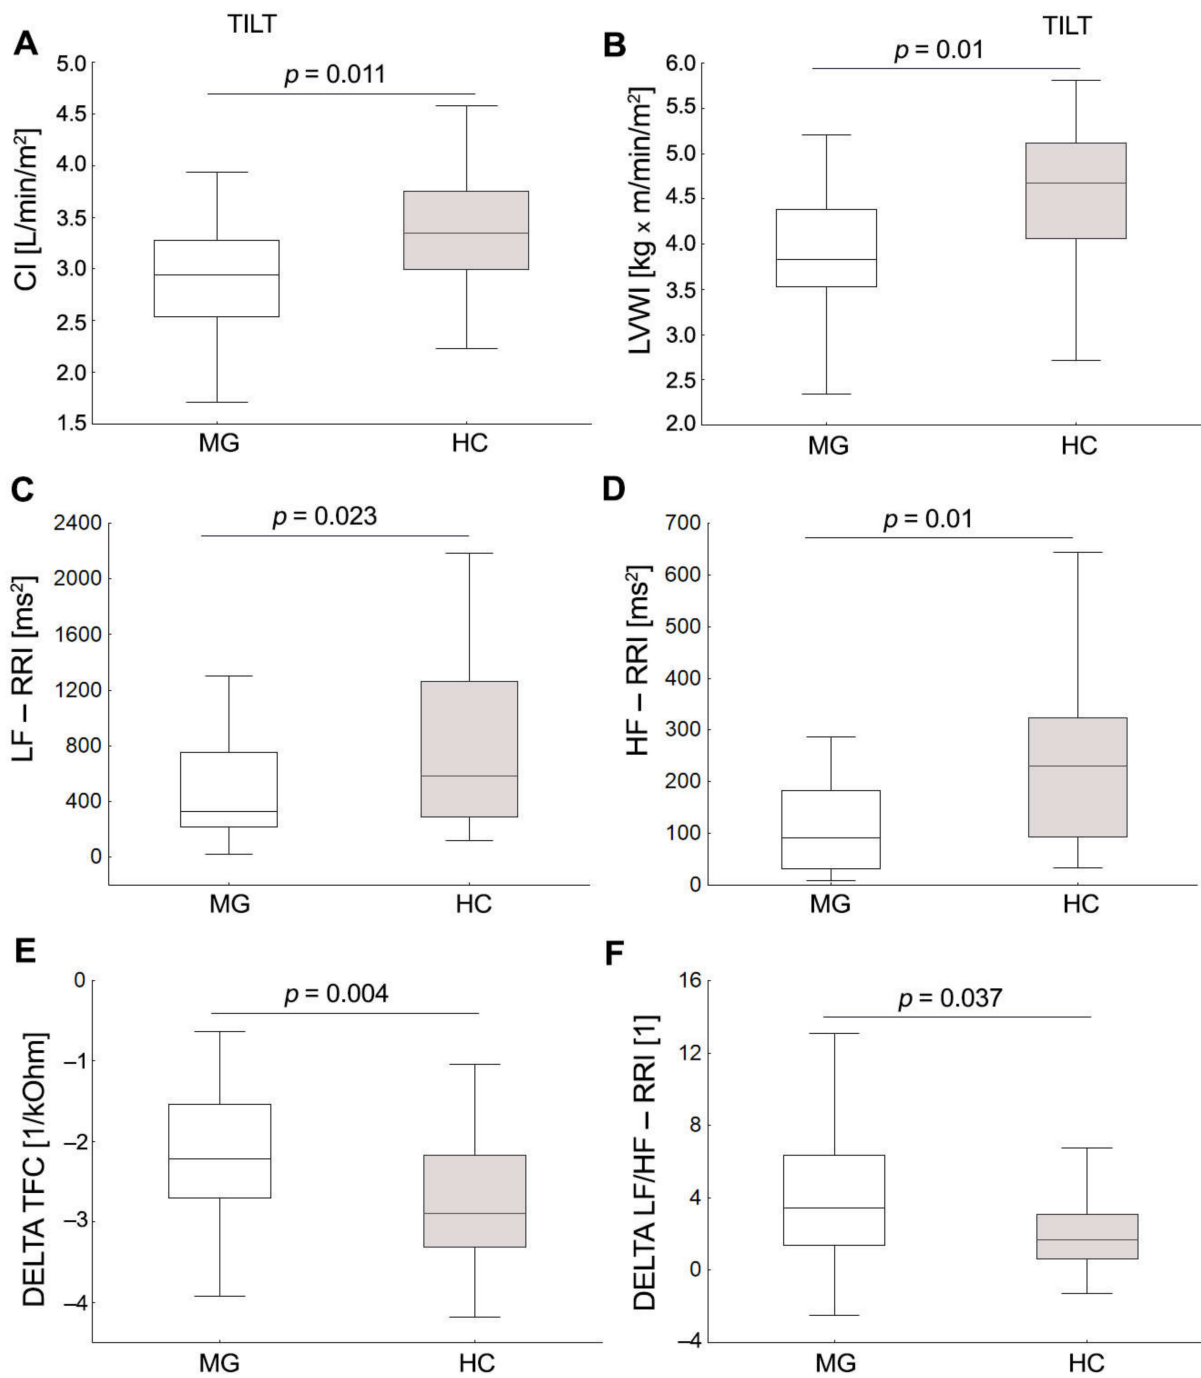 TILT
A
p = 0.011
CI [L/min/m²]
5.0
4.5
4.0
3.5
3.0
2.5
2.0
1.5
MG HC
TILT
B
p = 0.01
LVWI [kg x m/min/m²]
6.0
5.5
5.0
4.5
4.0
3.5
3.0
2.5
2.0
MG HC
C
p = 0.023
LF – RRI [ms²]
2400
2000
1600
1200
800
400
0
MG HC
D
p = 0.01
HF – RRI [ms²]
700
600
500
400
300
200
100
0
MG HC
E
p = 0.004
DELTA TFC [1/kOhm]
0
–1
–2
–3
–4
MG HC
F
p = 0.037
DELTA LF/HF – RRI [1]
16
12
8
4
0
–4
MG HC